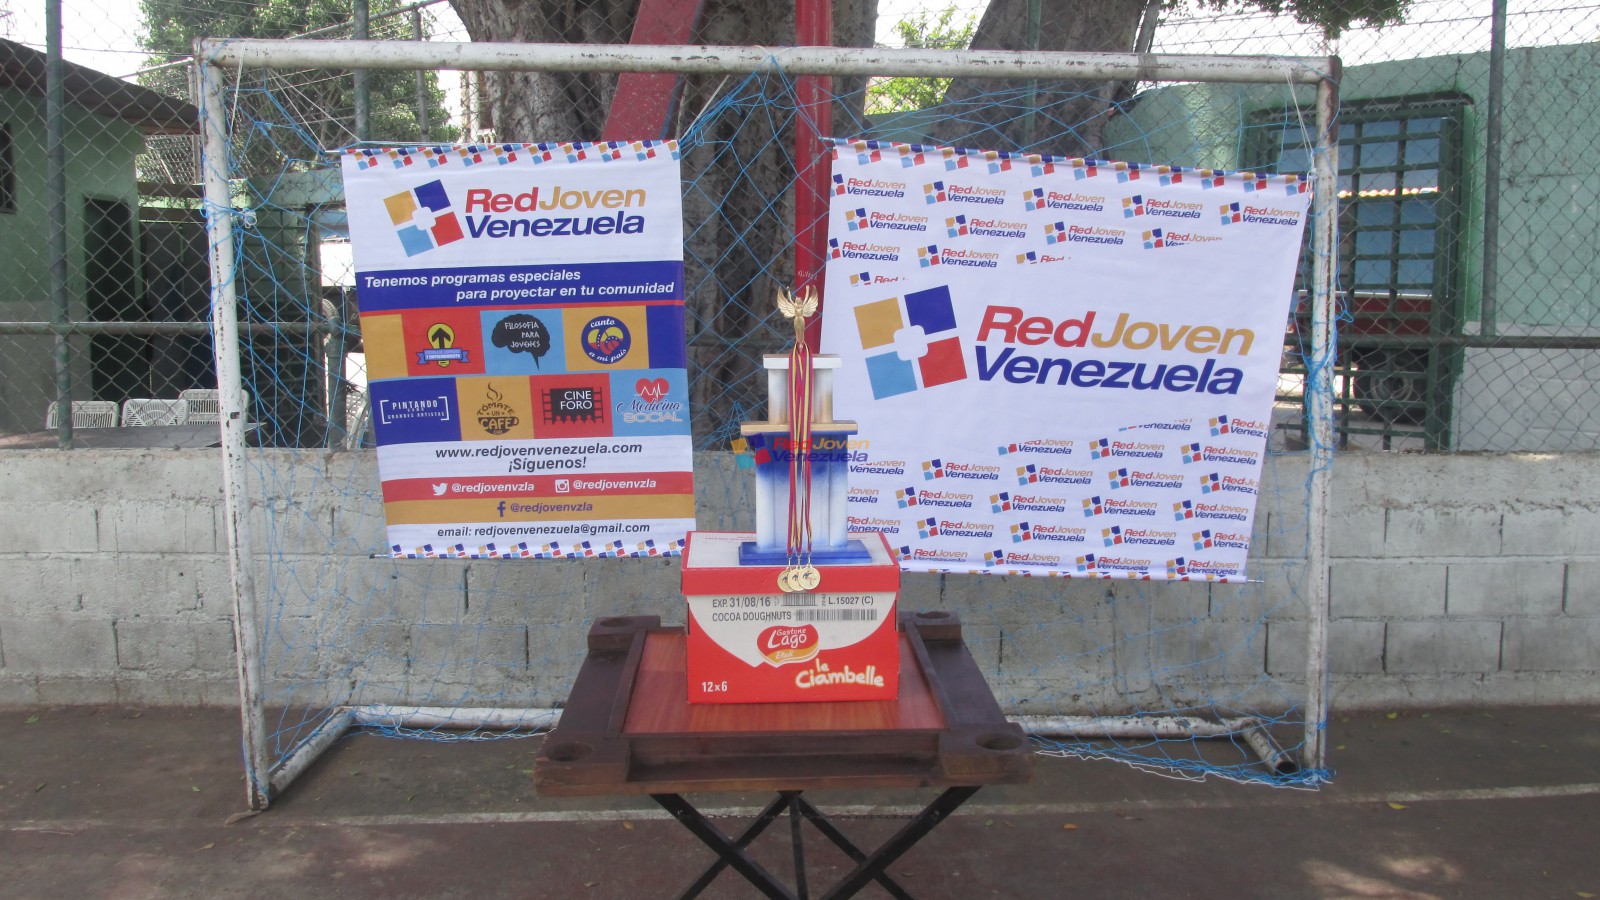 RedJoven
Venezuela
Tenemos programas especiales
para proyectar en tu comunidad
FILOSOFÍA
PARA
JÓVENES
canto
a mi país
PINTANDO
COMO
GRANDES ARTISTAS
TÓMATE
UN
CAFÉ
CINE
FORO
Medicina
SOCIAL
www.redjovenvenezuela.com
¡Síguenos!
@redjovenvzla
@redjovenvzla
@redjovenvzla
email: redjovenvenezuela@gmail.com
RedJoven
Venezuela
RedJoven
Venezuela
EXP. 31/08/16
L.15027 (C)
COCOA DOUGHNUTS
Gastone
Lago
le
Ciambelle
12x6